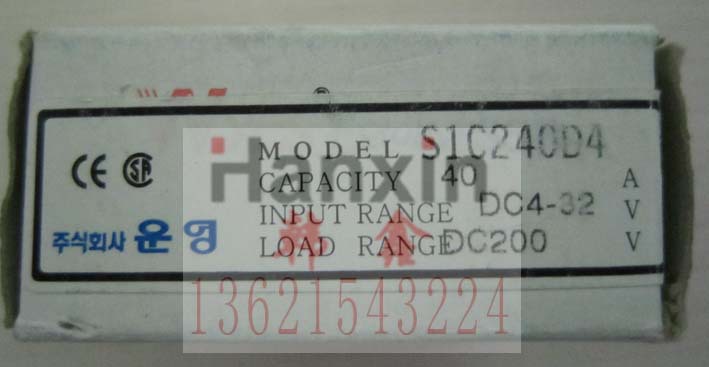 MODEL S1C240D4
CAPACITY 40 A
INPUT RANGE DC4-32 V
LOAD RANGE DC200 V
CE SA
주식회사 운영
Hanxin
13621543224